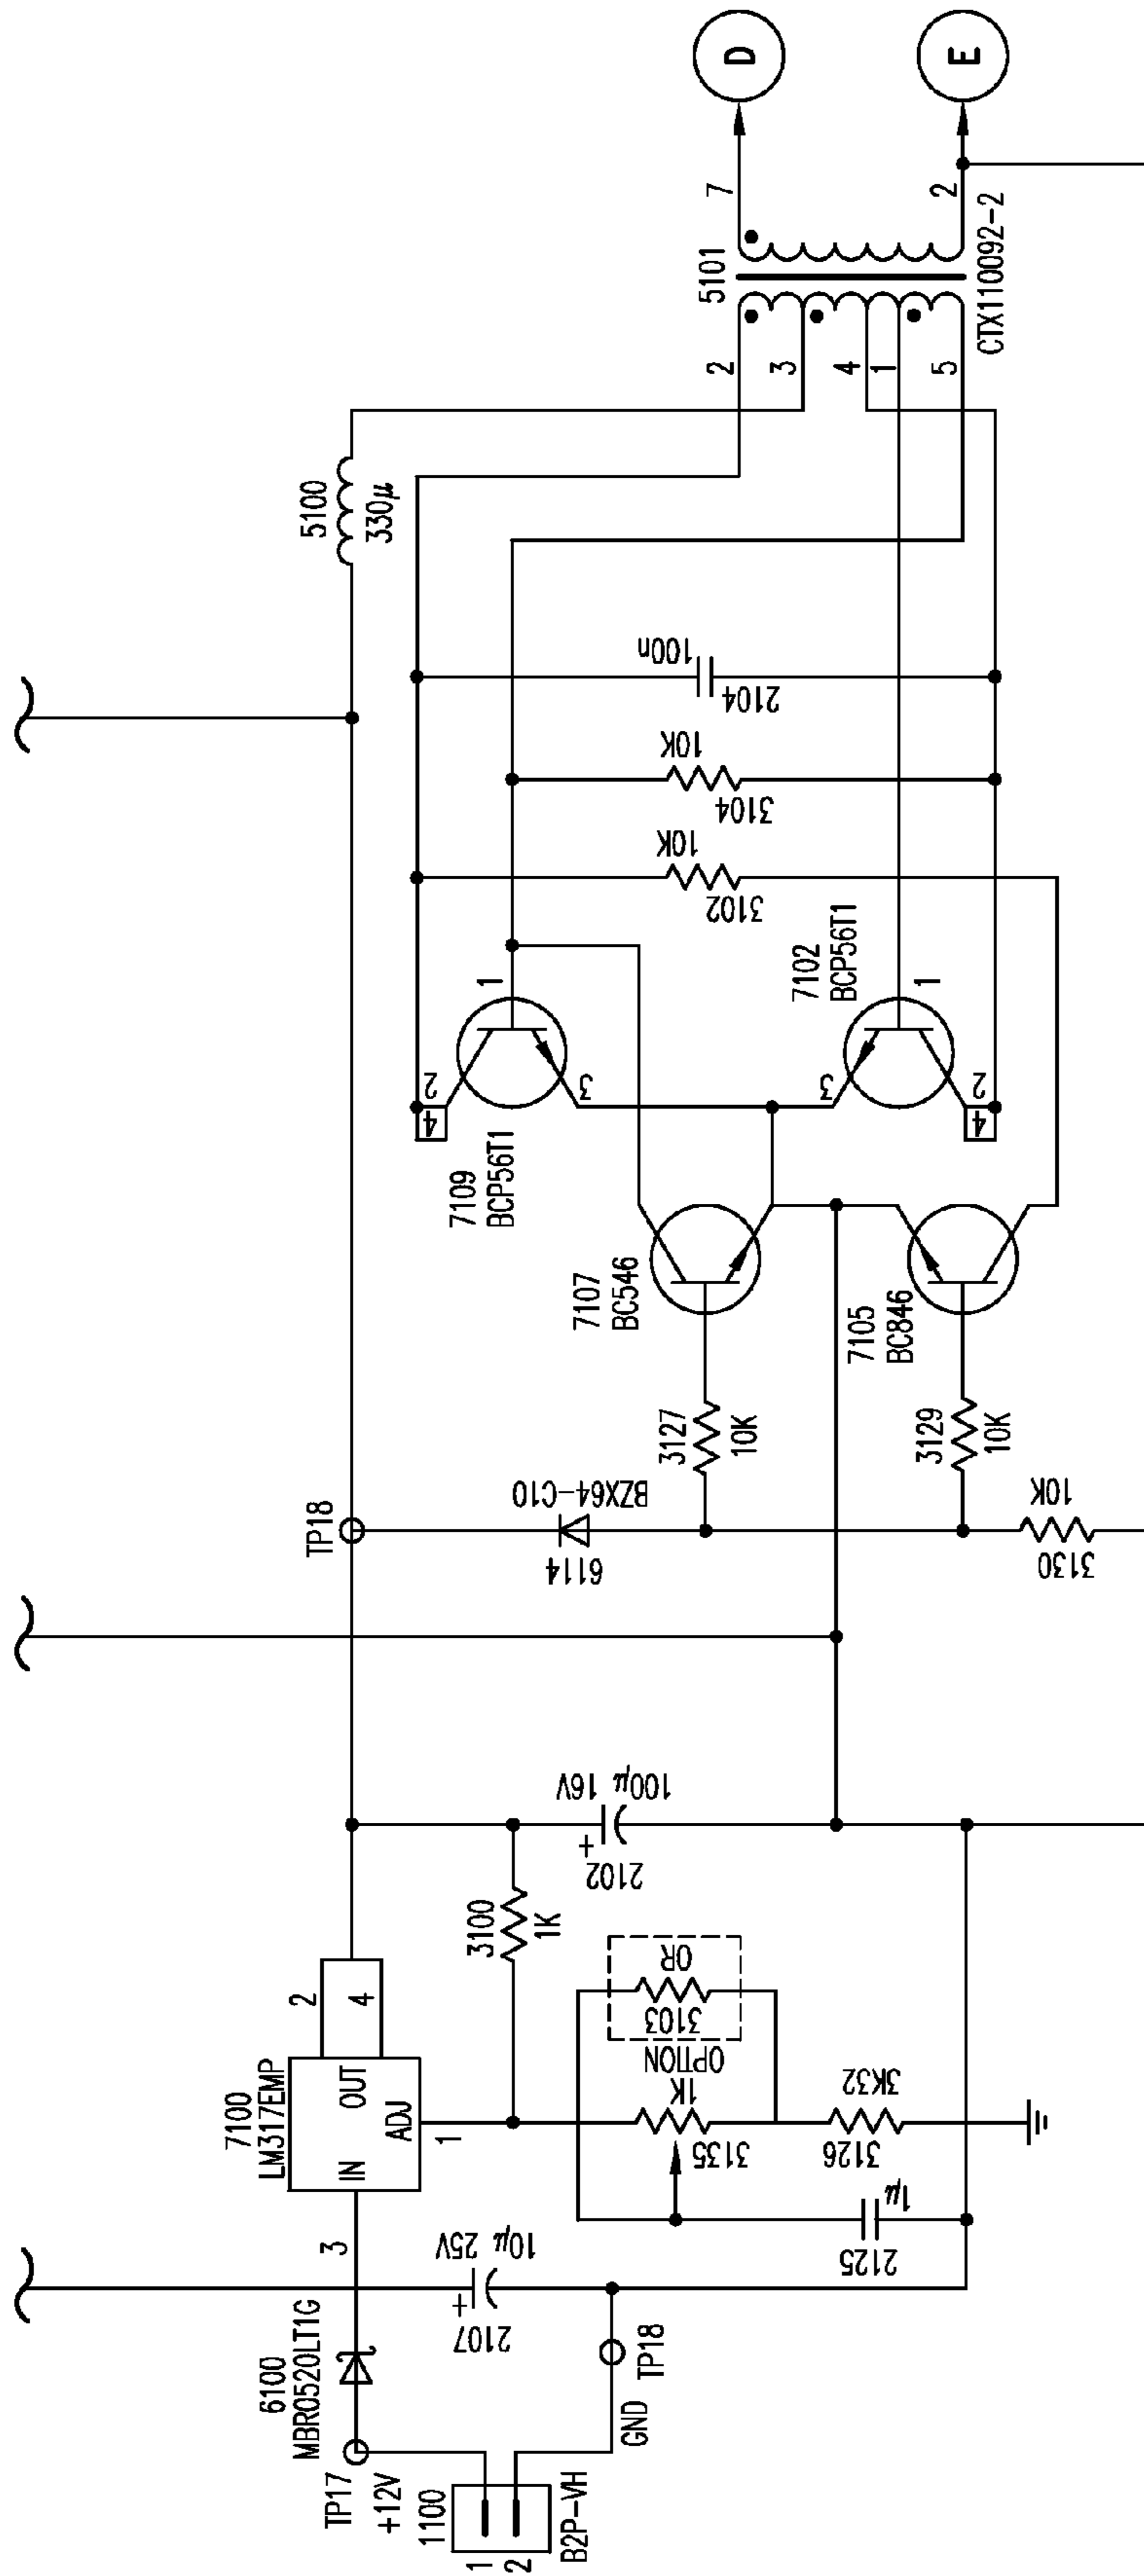 D
E
7
2
5101
CTX110092-2
2
3
4
1
5
5100
330µ
100n
2104
10K
3104
10K
3102
7102
BCP56T1
1
3
2
4
1
2
4
3
7109
BCP56T1
7107
BC546
7105
BC846
3127
10K
3129
10K
TP18
BZX64-C10
6114
10K
3130
100µ 16V
+
2102
3100
1K
OR
3103
OPTION
1K
3135
3K32
3126
1µ
2125
7100
LM317EMP
IN
OUT
ADJ
2
4
1
3
10µ 25V
+
2107
6100
MBR0520LT1G
TP17
+12V
TP18
GND
1100
1
2
B2P-VH